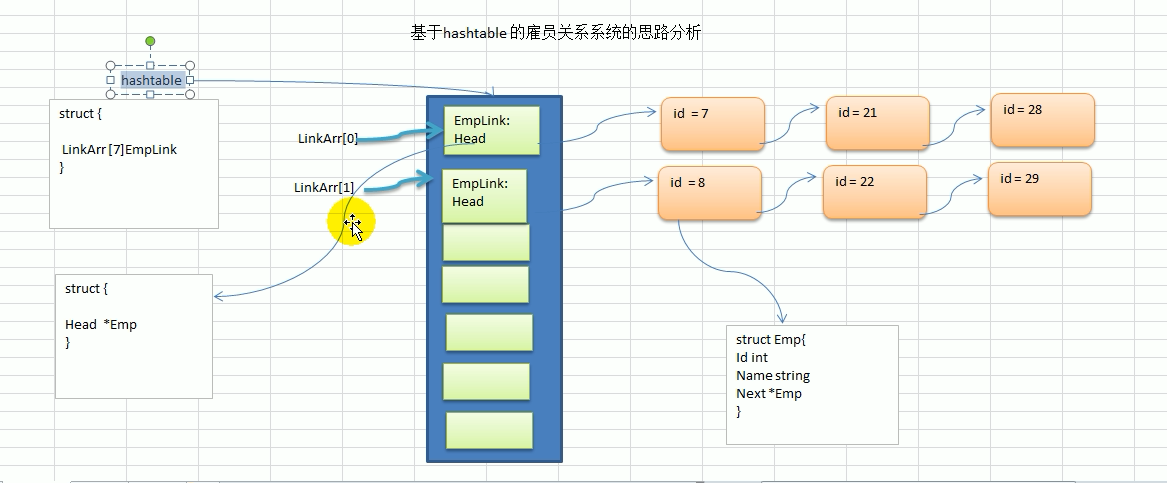 基于hashtable 的雇员关系系统的思路分析
hashtable
struct {
LinkArr [7]EmpLink
}
LinkArr[0]
EmpLink:
Head
id = 7
id = 21
id = 28
LinkArr[1]
EmpLink:
Head
id = 8
id = 22
id = 29
struct {
Head *Emp
}
struct Emp{
Id int
Name string
Next *Emp
}